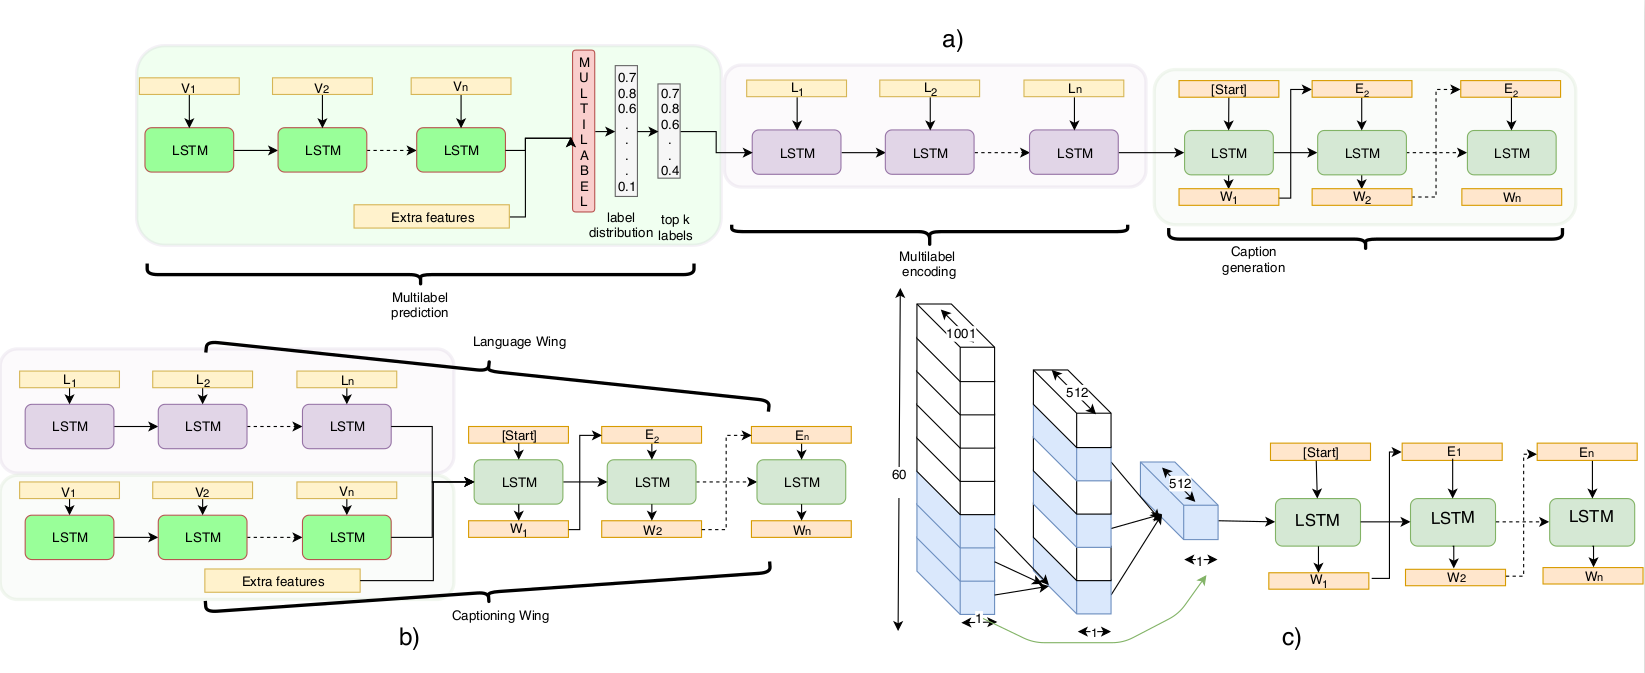 a)
V1 V2 Vn
LSTM LSTM LSTM
Extra features
M
U
L
T
I
L
A
B
E
L
0.7
0.8
0.6
.
.
.
.
0.1
label
distribution
0.7
0.8
0.6
.
.
0.4
top k
labels
Multilabel
prediction
L1 L2 Ln
LSTM LSTM LSTM
Multilabel
encoding
[Start] E2 E2
LSTM LSTM LSTM
W1 W2 Wn
Caption
generation
Language Wing
L1 L2 Ln
LSTM LSTM LSTM
V1 V2 Vn
LSTM LSTM LSTM
Extra features
[Start] E2 En
LSTM LSTM LSTM
W1 W2 Wn
Captioning Wing
b)
60
1001
1
512
1
512
1
[Start] E1 En
LSTM LSTM LSTM
W1 W2 Wn
c)